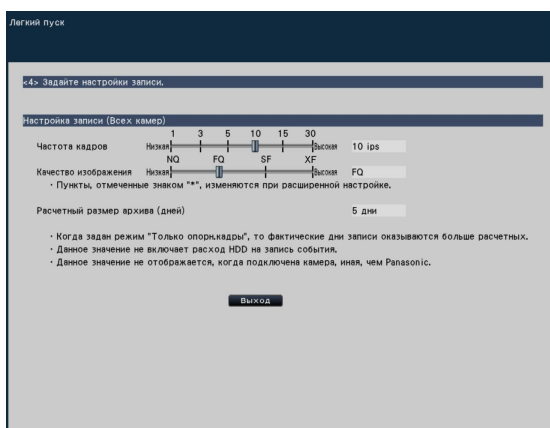 Легкий пуск
<4> Задайте настройки записи.
Настройка записи (Всех камер)
1 3 5 10 15 30
Частота кадров Низкая Высокая 10 ips
NQ FQ SF XF
Качество изображения Низкая Высокая FQ
· Пункты, отмеченные знаком "*", изменяются при расширенной настройке.
Расчетный размер архива (дней) 5 дни
· Когда задан режим "Только опорн.кадры", то фактические дни записи оказываются больше расчетных.
· Данное значение не включает расход HDD на запись события.
· Данное значение не отображается, когда подключена камера, иная, чем Panasonic.
Выход